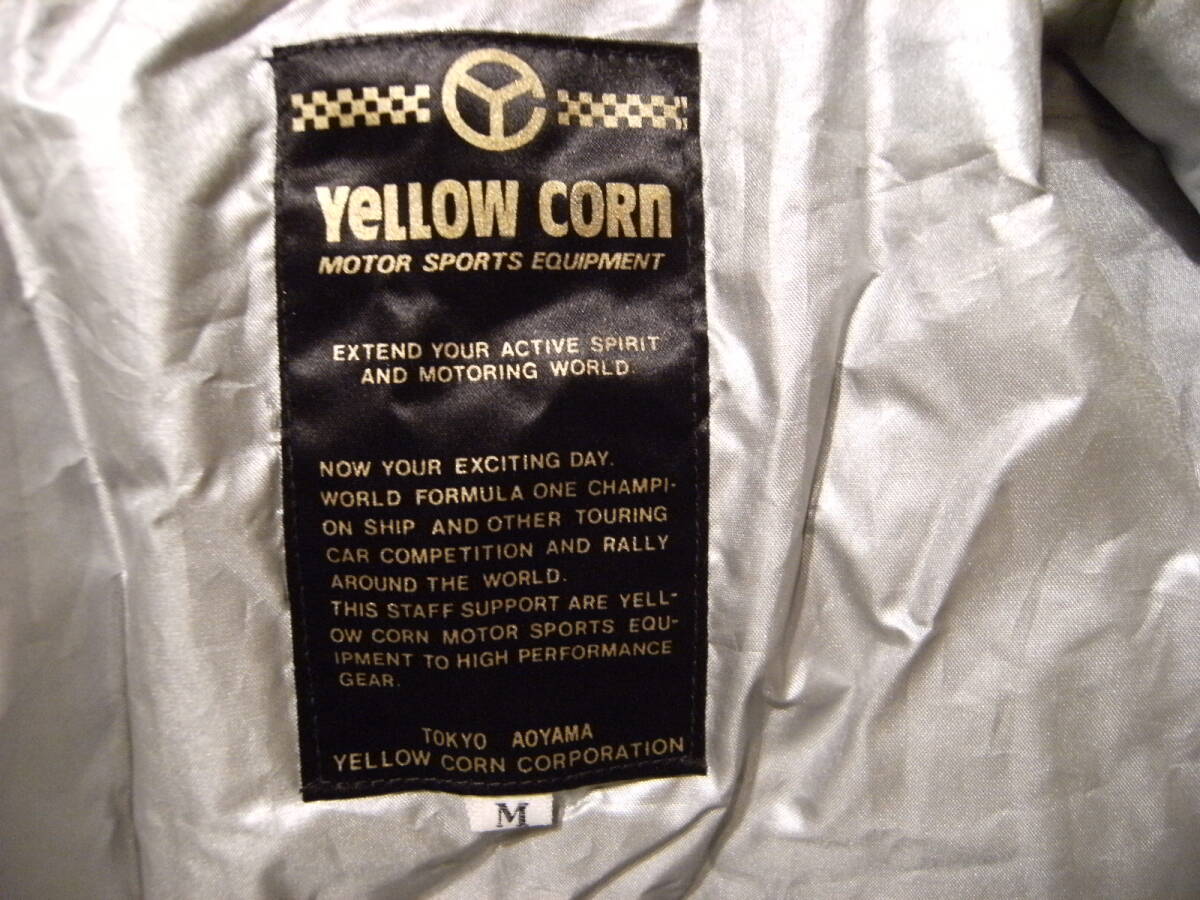 YeLLOW CORn
MOTOR SPORTS EQUIPMENT
EXTEND YOUR ACTIVE SPIRIT
AND MOTORING WORLD.
NOW YOUR EXCITING DAY.
WORLD FORMULA ONE CHAMPI-
ON SHIP AND OTHER TOURING
CAR COMPETITION AND RALLY
AROUND THE WORLD.
THIS STAFF SUPPORT ARE YELL-
OW CORN MOTOR SPORTS EQU-
IPMENT TO HIGH PERFORMANCE
GEAR.
TOKYO AOYAMA
YELLOW CORN CORPORATION
M